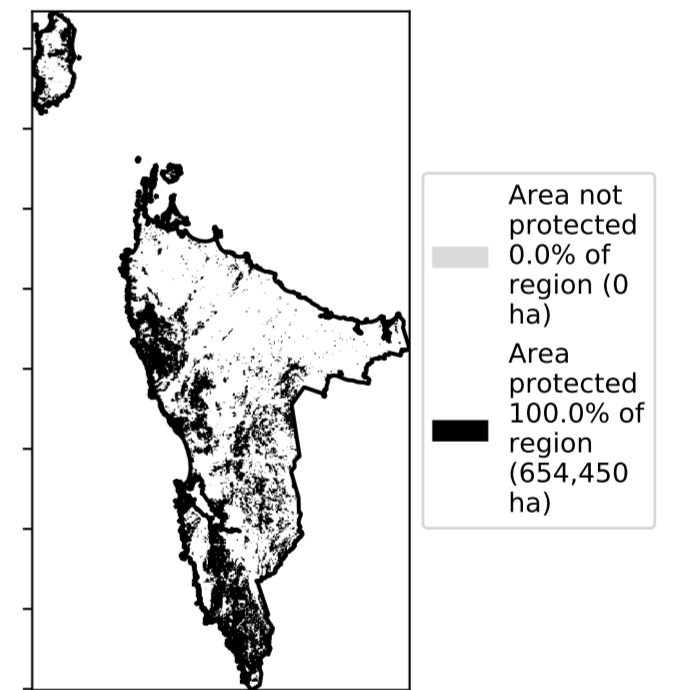 Area not
protected
0.0% of
region (0
ha)
Area
protected
100.0% of
region
(654,450
ha)